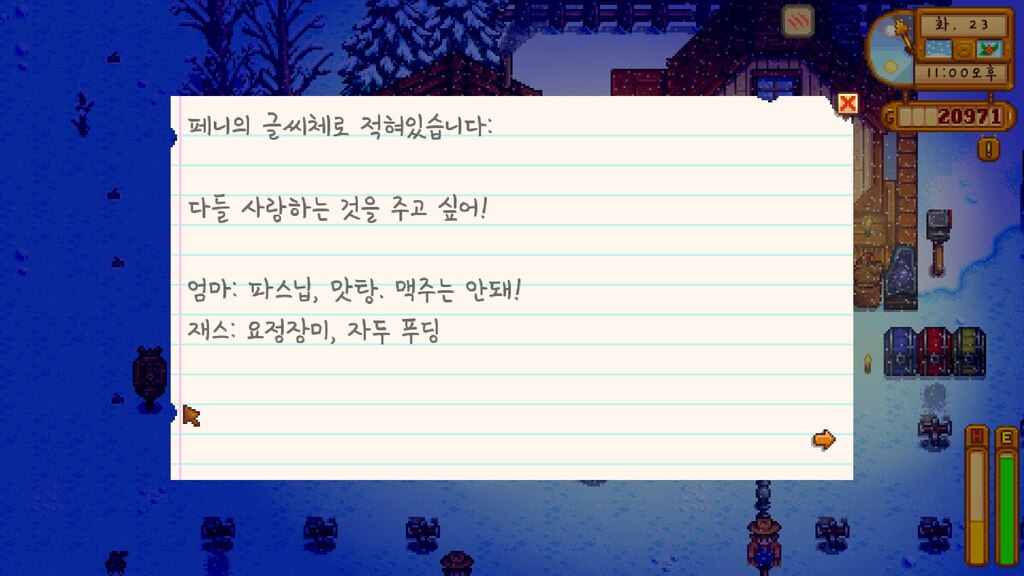 화. 23
11:00오후
G 20971
페니의 글씨체로 적혀있습니다:
다들 사랑하는 것을 주고 싶어!
엄마: 파스닙, 맛탕. 맥주는 안돼!
재스: 요정장미, 자두 푸딩
H E